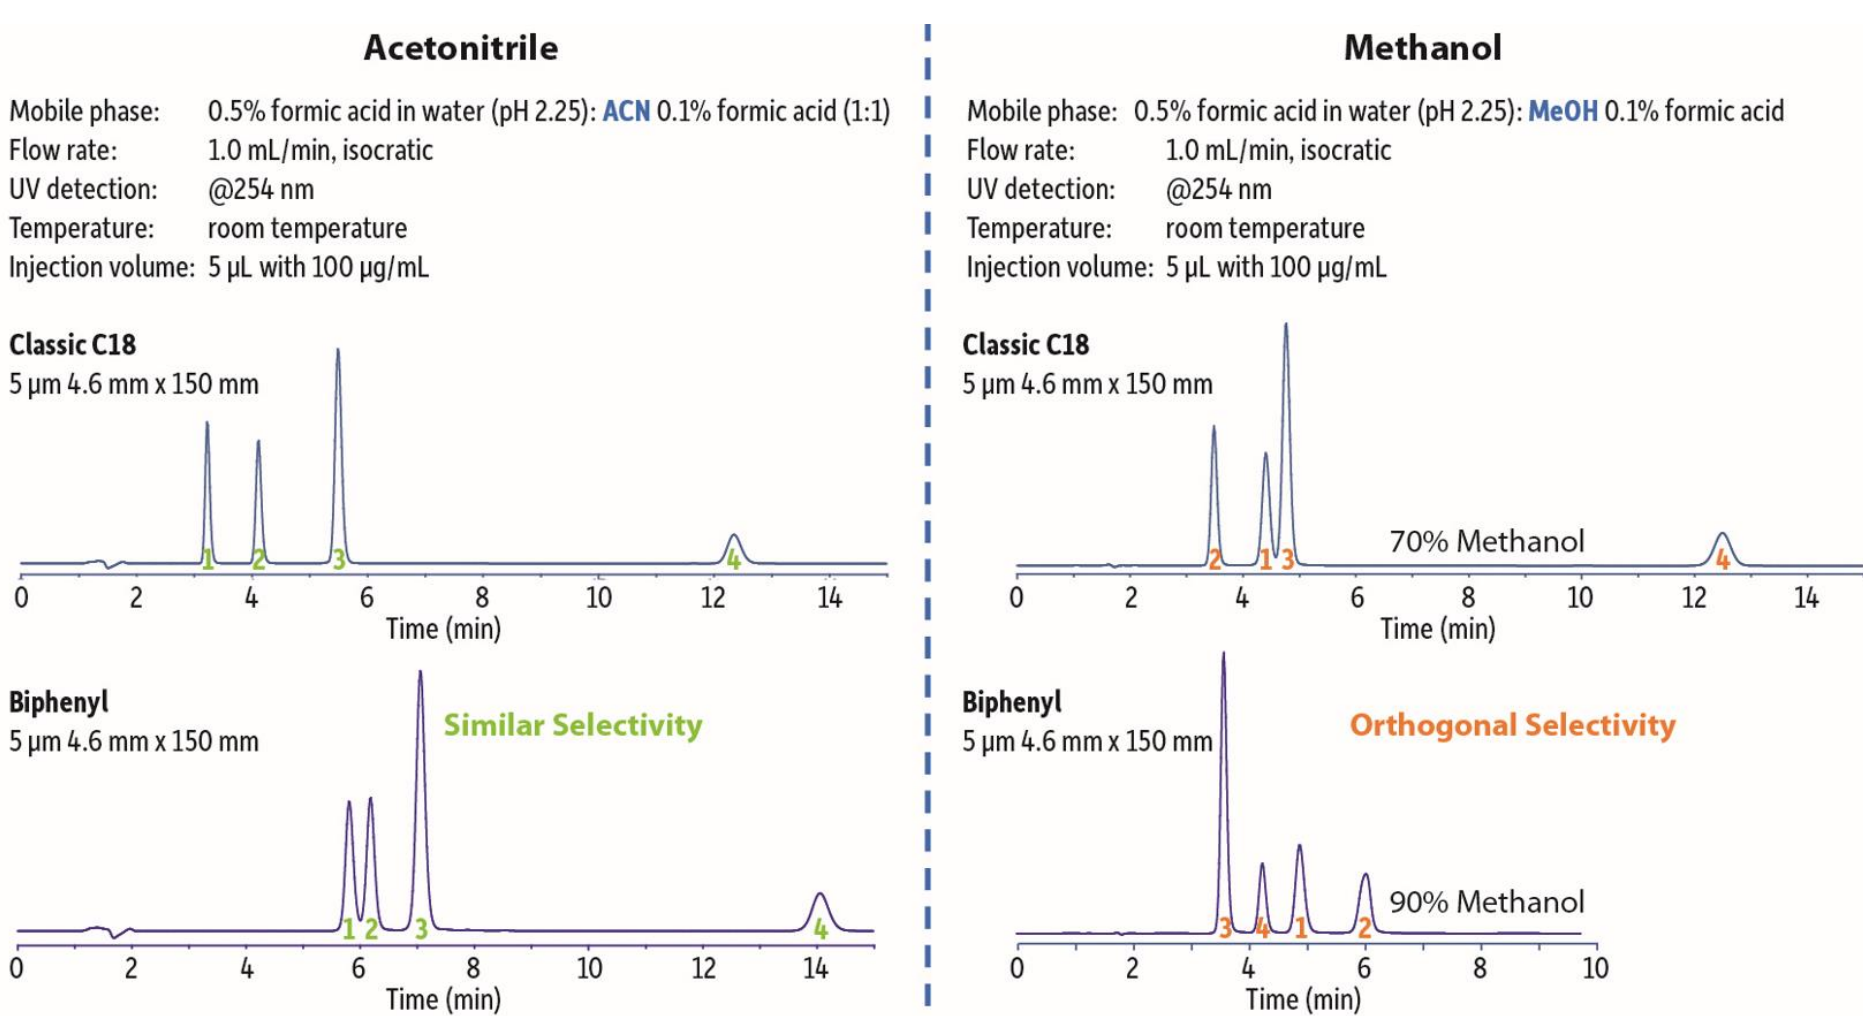 Acetonitrile
Mobile phase: 0.5% formic acid in water (pH 2.25): ACN 0.1% formic acid (1:1)
Flow rate: 1.0 mL/min, isocratic
UV detection: @254 nm
Temperature: room temperature
Injection volume: 5 µL with 100 µg/mL
Classic C18
5 µm 4.6 mm x 150 mm
1 2 3 4
0 2 4 6 8 10 12 14
Time (min)
Biphenyl
5 µm 4.6 mm x 150 mm
Similar Selectivity
1 2 3 4
0 2 4 6 8 10 12 14
Time (min)
Methanol
Mobile phase: 0.5% formic acid in water (pH 2.25): MeOH 0.1% formic acid
Flow rate: 1.0 mL/min, isocratic
UV detection: @254 nm
Temperature: room temperature
Injection volume: 5 µL with 100 µg/mL
Classic C18
5 µm 4.6 mm x 150 mm
70% Methanol
2 1 3 4
0 2 4 6 8 10 12 14
Time (min)
Biphenyl
5 µm 4.6 mm x 150 mm
Orthogonal Selectivity
90% Methanol
3 4 1 2
0 2 4 6 8 10
Time (min)